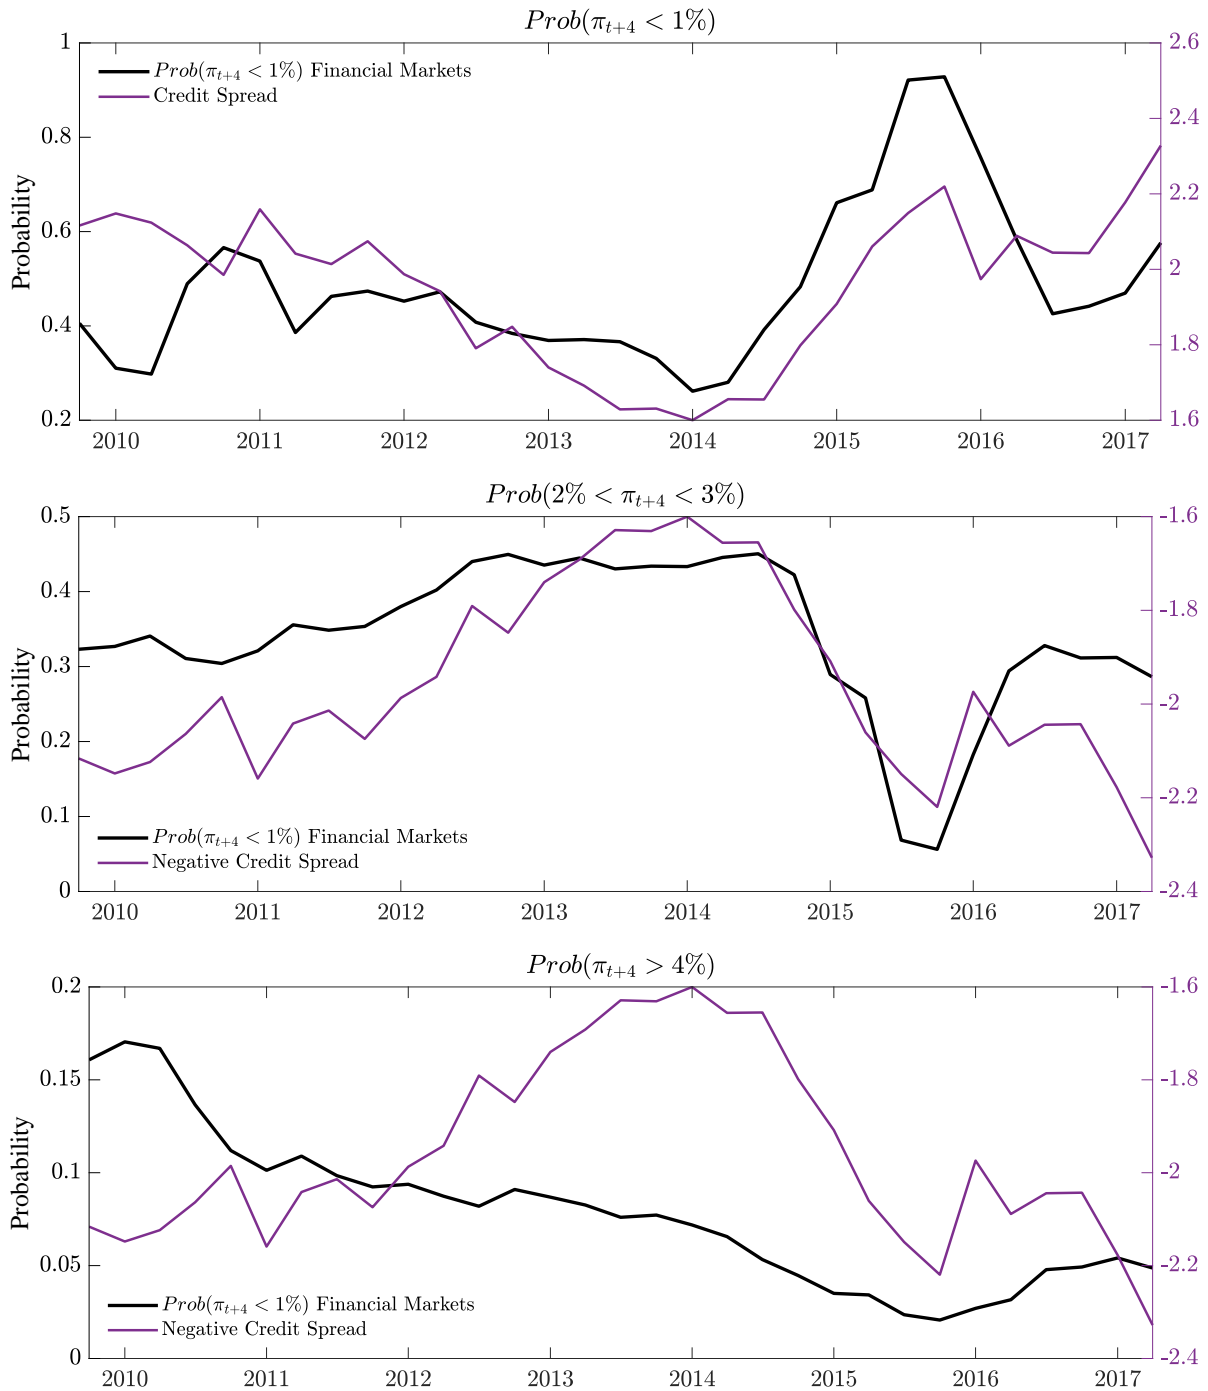 Prob(π_{t+4} < 1%)
Prob(π_{t+4} < 1%) Financial Markets
Credit Spread
Probability
1
0.8
0.6
0.4
0.2
2.6
2.4
2.2
2
1.8
1.6
2010 2011 2012 2013 2014 2015 2016 2017
Prob(2% < π_{t+4} < 3%)
Probability
0.5
0.4
0.3
0.2
0.1
0
-1.6
-1.8
-2
-2.2
-2.4
Prob(π_{t+4} < 1%) Financial Markets
Negative Credit Spread
2010 2011 2012 2013 2014 2015 2016 2017
Prob(π_{t+4} > 4%)
Probability
0.2
0.15
0.1
0.05
0
-1.6
-1.8
-2
-2.2
-2.4
Prob(π_{t+4} < 1%) Financial Markets
Negative Credit Spread
2010 2011 2012 2013 2014 2015 2016 2017